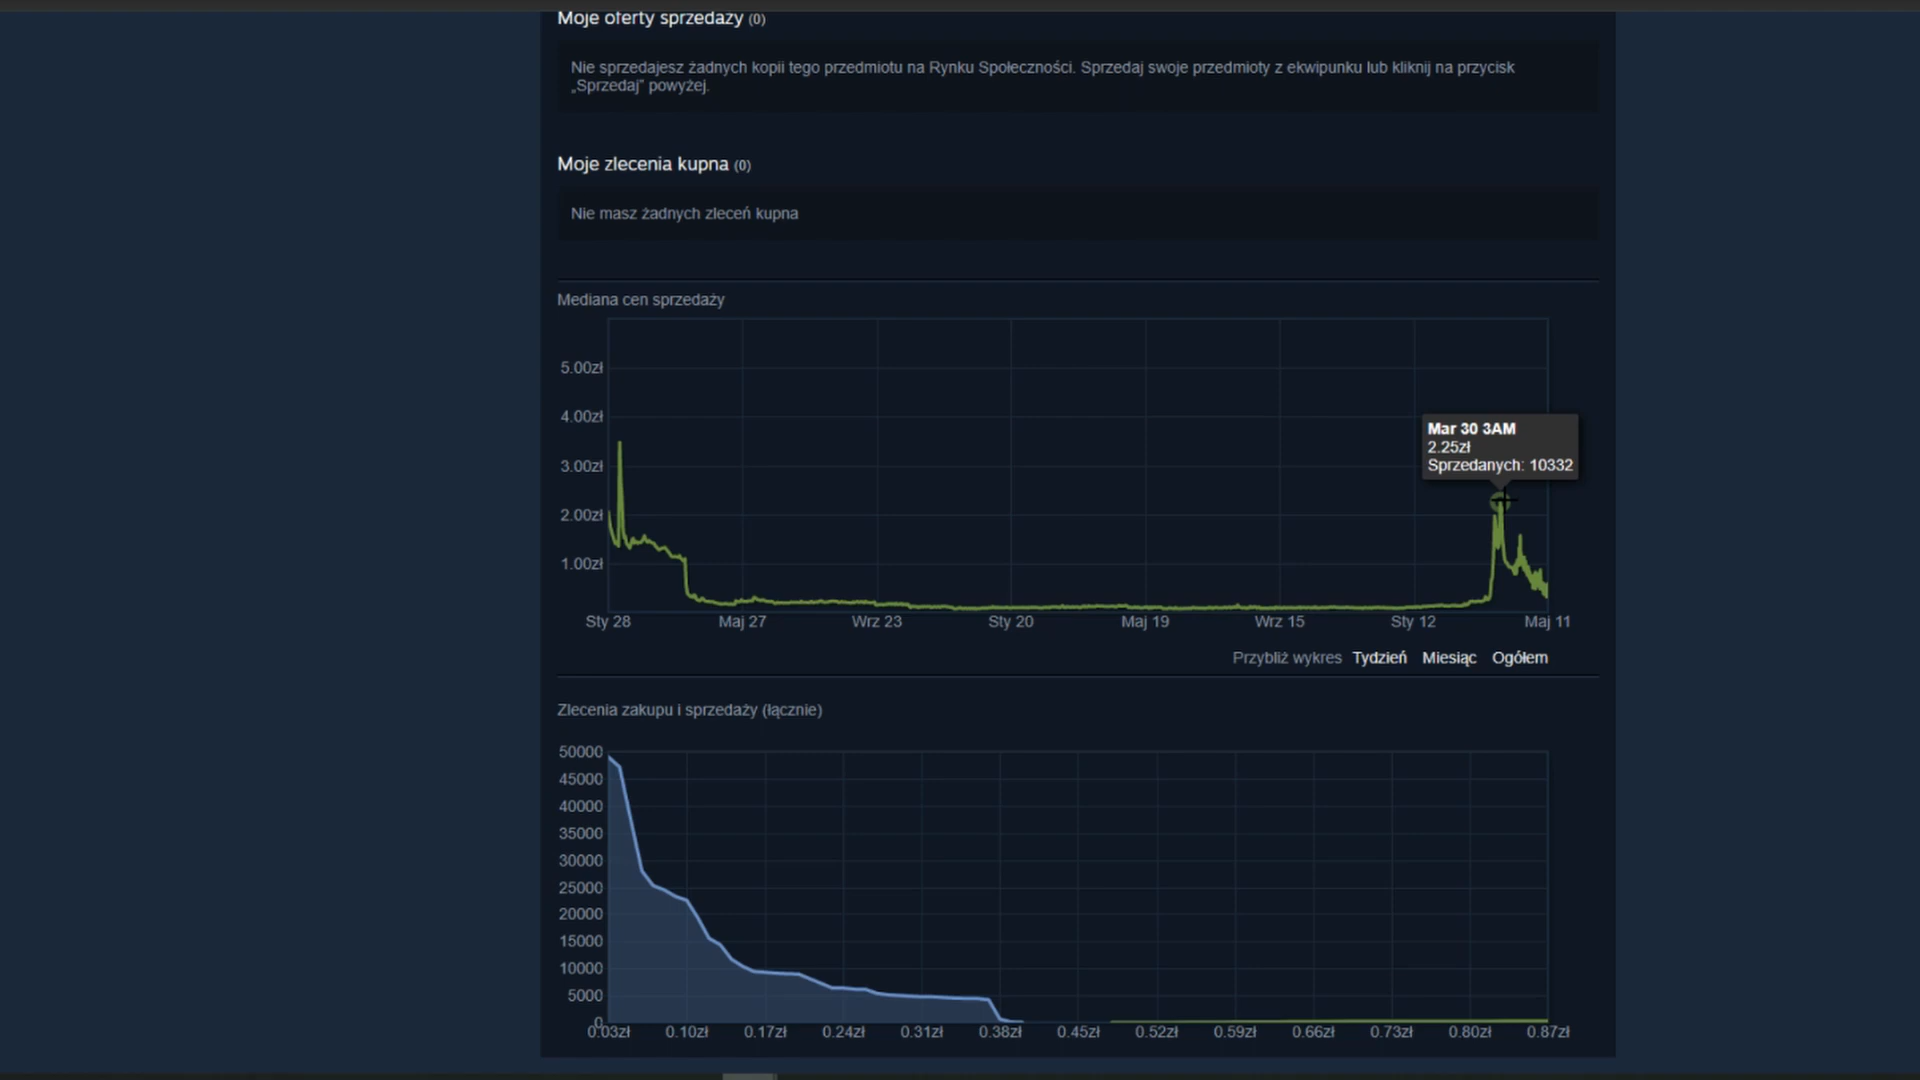 Moje oferty sprzedaży (0)
Nie sprzedajesz żadnych kopii tego przedmiotu na Rynku Społeczności. Sprzedaj swoje przedmioty z ekwipunku lub kliknij na przycisk
„Sprzedaj" powyżej.
Moje zlecenia kupna (0)
Nie masz żadnych zleceń kupna
Mediana cen sprzedaży
5.00zł
4.00zł
3.00zł
2.00zł
1.00zł
Mar 30 3AM
2.25zł
Sprzedanych: 10332
Sty 28 Maj 27 Wrz 23 Sty 20 Maj 19 Wrz 15 Sty 12 Maj 11
Przybliż wykres Tydzień Miesiąc Ogółem
Zlecenia zakupu i sprzedaży (łącznie)
50000
45000
40000
35000
30000
25000
20000
15000
10000
5000
0
0.03zł 0.10zł 0.17zł 0.24zł 0.31zł 0.38zł 0.45zł 0.52zł 0.59zł 0.66zł 0.73zł 0.80zł 0.87zł